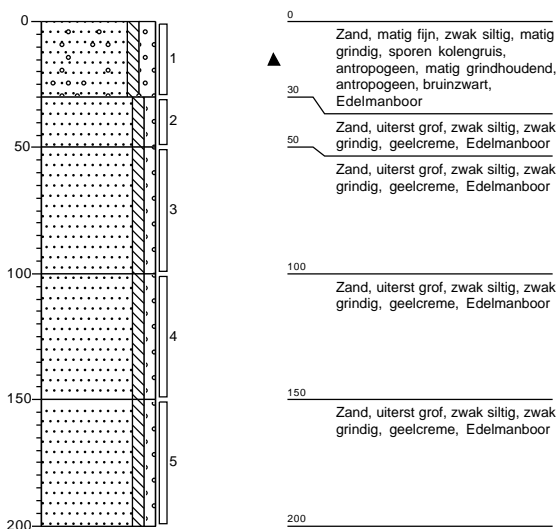 0
50
100
150
200
1
2
3
4
5
0
Zand, matig fijn, zwak siltig, matig
grindig, sporen kolengruis,
antropogeen, matig grindhoudend,
antropogeen, bruinzwart,
Edelmanboor
30
Zand, uiterst grof, zwak siltig, zwak
grindig, geelcreme, Edelmanboor
50
Zand, uiterst grof, zwak siltig, zwak
grindig, geelcreme, Edelmanboor
100
Zand, uiterst grof, zwak siltig, zwak
grindig, geelcreme, Edelmanboor
150
Zand, uiterst grof, zwak siltig, zwak
grindig, geelcreme, Edelmanboor
200